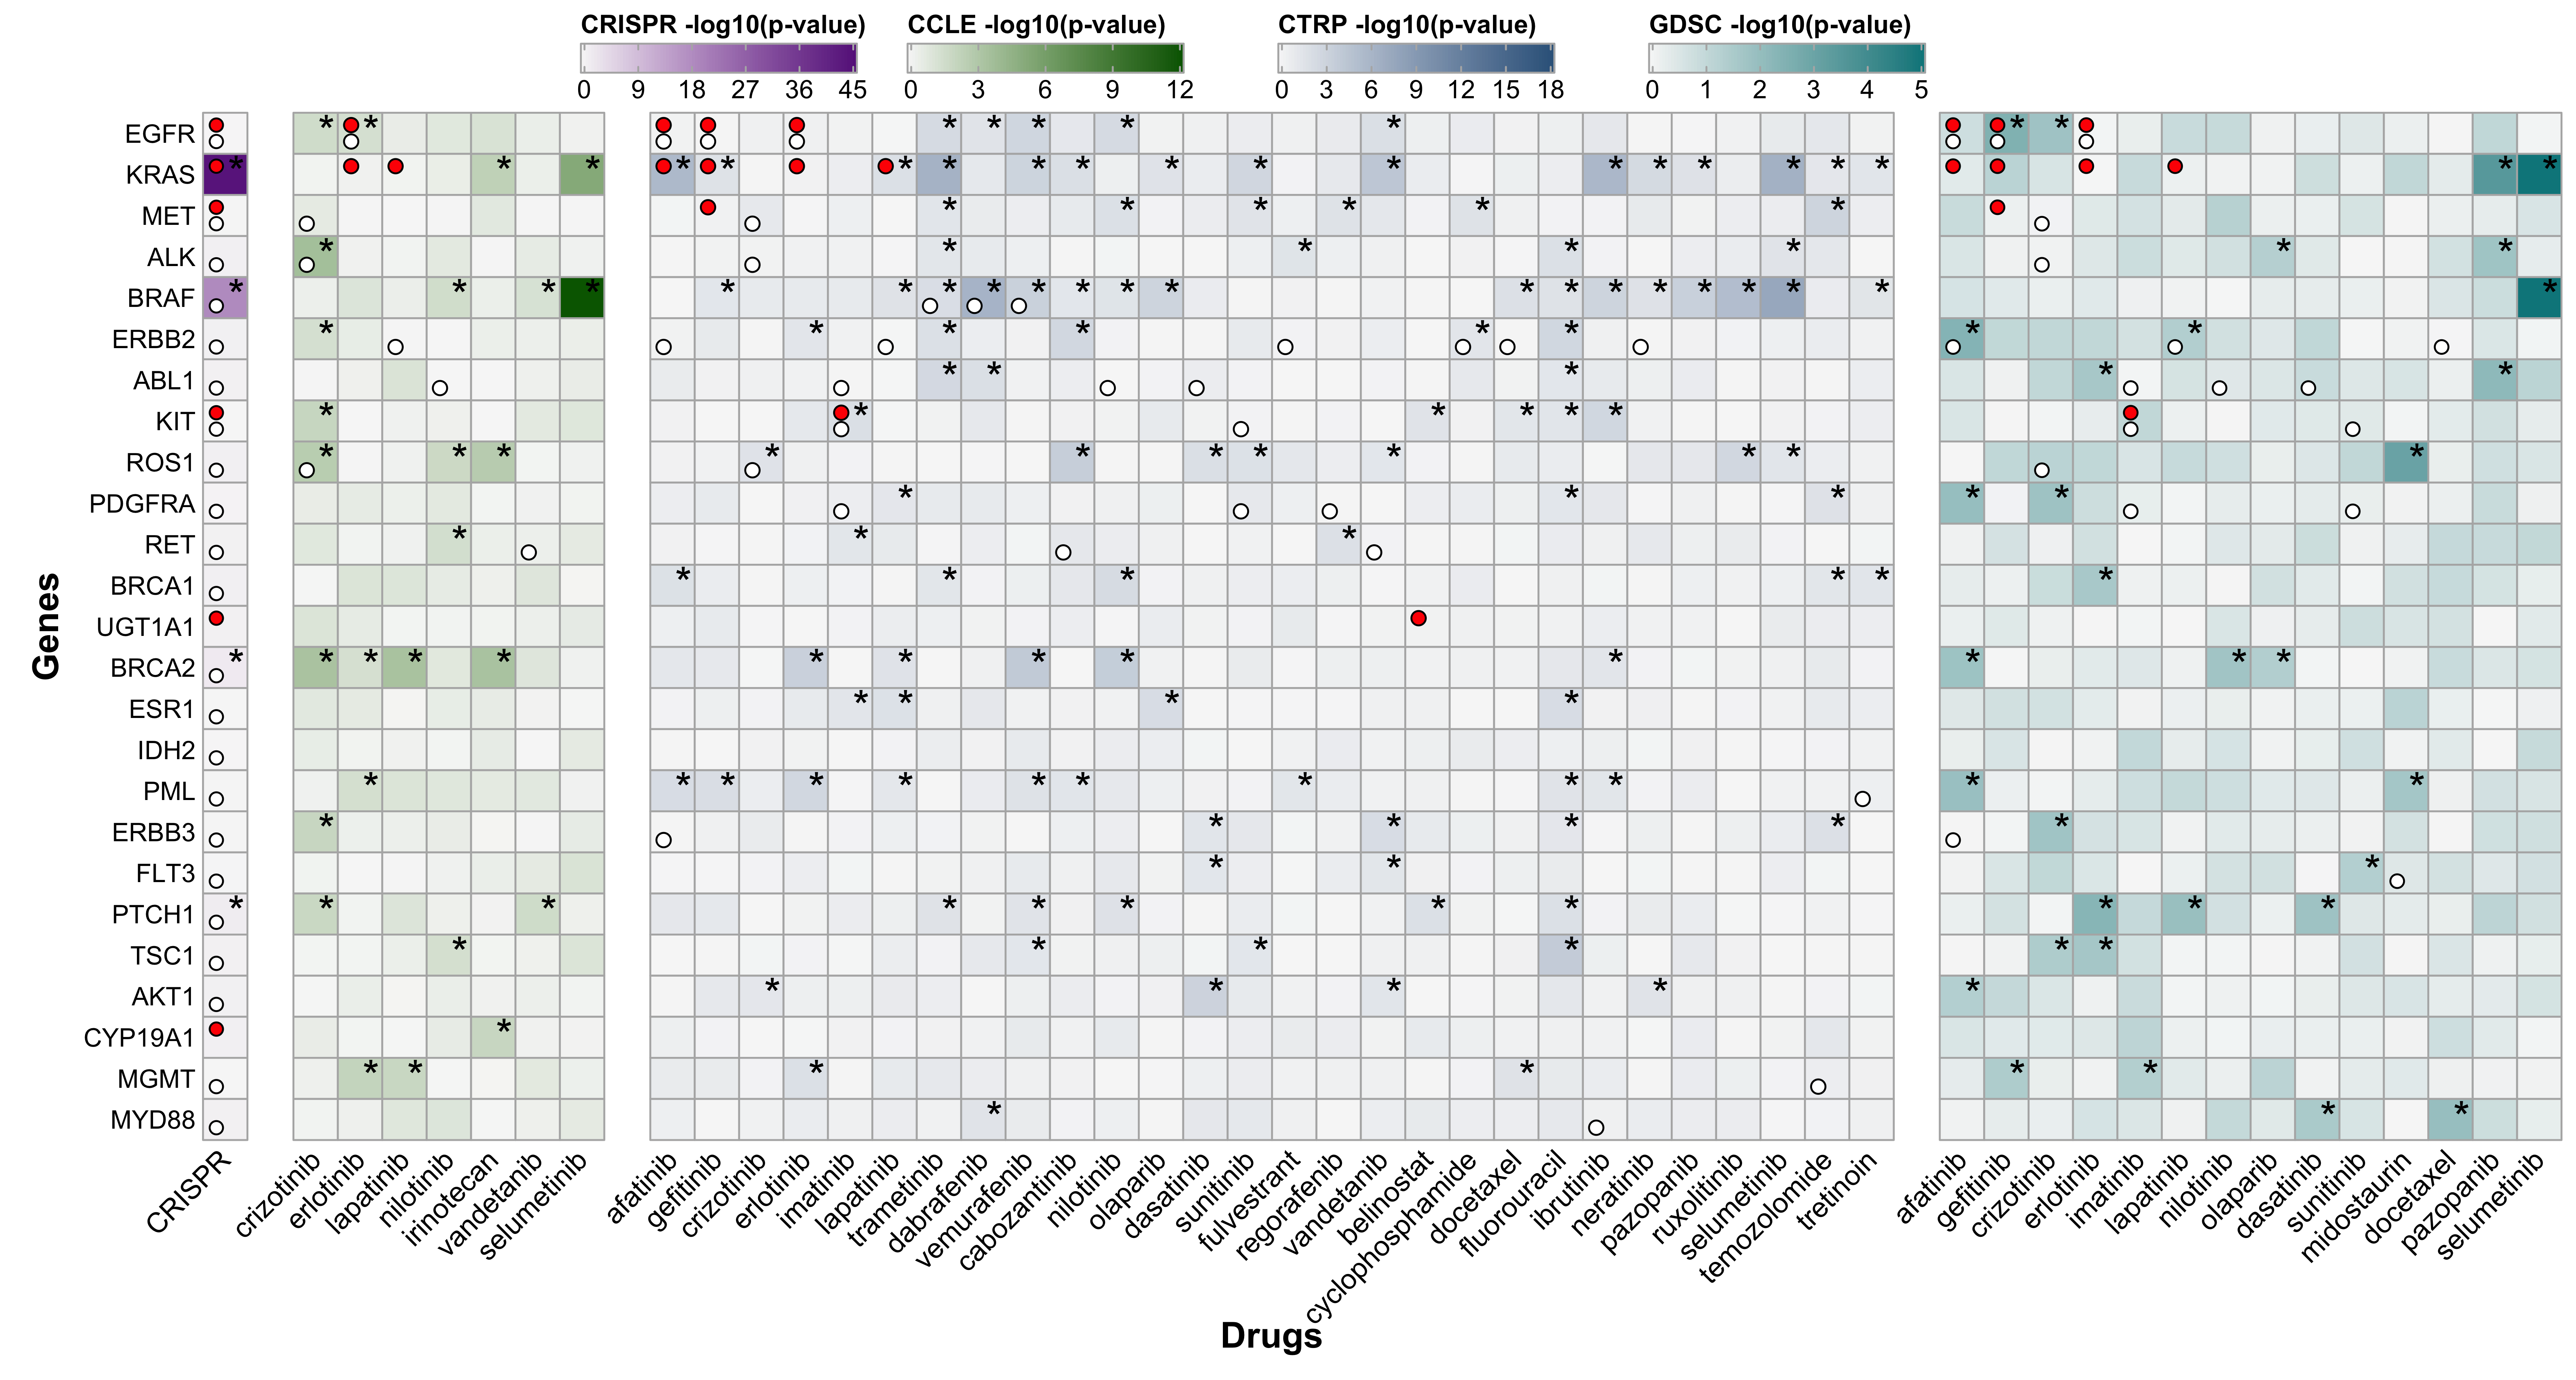 CRISPR -log10(p-value) CCLE -log10(p-value) CTRP -log10(p-value) GDSC -log10(p-value)
0 9 18 27 36 45 0 3 6 9 12 0 3 6 9 12 15 18 0 1 2 3 4 5
EGFR
KRAS
MET
ALK
BRAF
ERBB2
ABL1
KIT
ROS1
PDGFRA
RET
BRCA1
UGT1A1
BRCA2
ESR1
IDH2
PML
ERBB3
FLT3
PTCH1
TSC1
AKT1
CYP19A1
MGMT
MYD88
Genes
CRISPR
crizotinib
erlotinib
lapatinib
nilotinib
irinotecan
vandetanib
selumetinib
afatinib
gefitinib
crizotinib
erlotinib
imatinib
lapatinib
trametinib
dabrafenib
vemurafenib
cabozantinib
nilotinib
olaparib
dasatinib
sunitinib
fulvestrant
regorafenib
vandetanib
belinostat
cyclophosphamide
docetaxel
fluorouracil
ibrutinib
neratinib
pazopanib
ruxolitinib
selumetinib
temozolomide
tretinoin
afatinib
gefitinib
crizotinib
erlotinib
imatinib
lapatinib
nilotinib
olaparib
dasatinib
sunitinib
midostaurin
docetaxel
pazopanib
selumetinib
Drugs